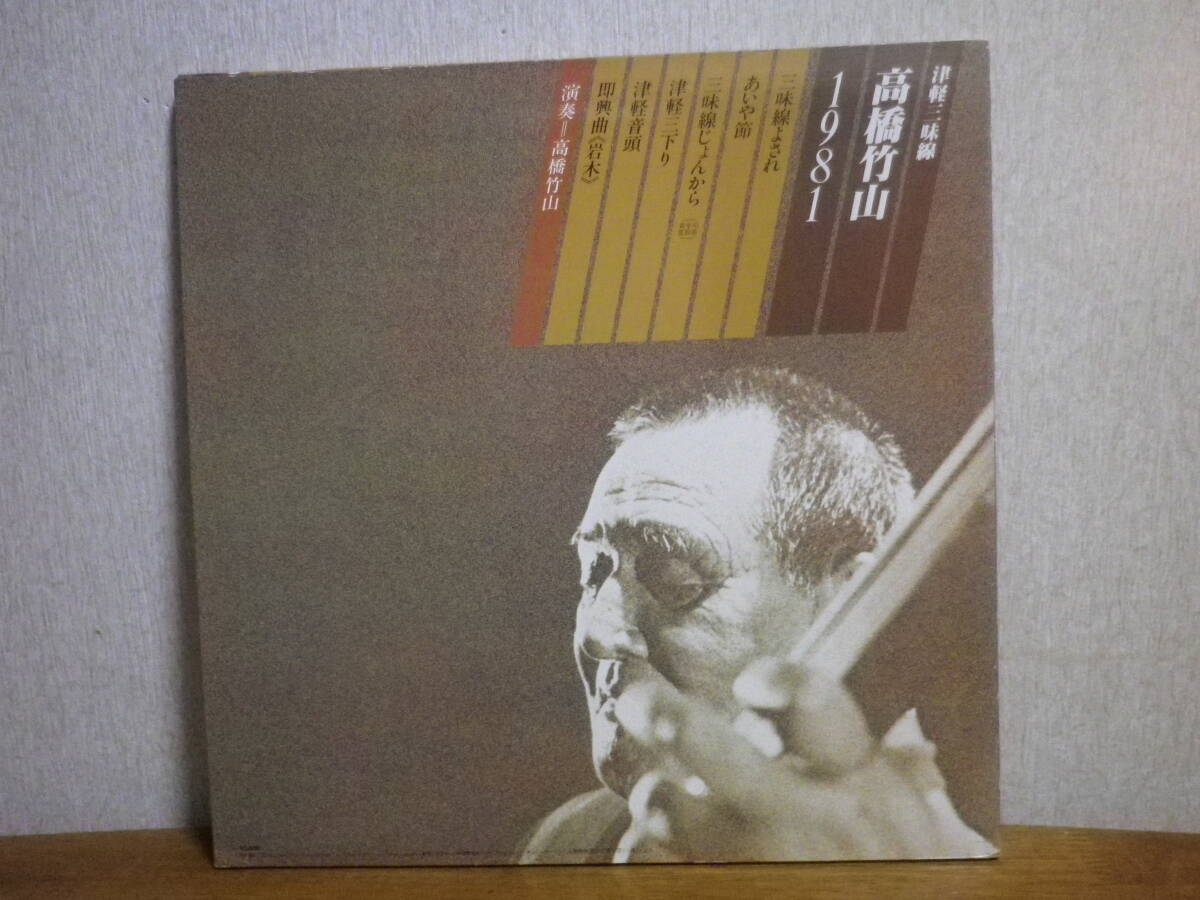 津軽三味線
高橋竹山
1981
三味線よされ
あいや節
三味線じょんから
津軽三下り
津軽音頭
即興曲《岩木》
演奏＝高橋竹山